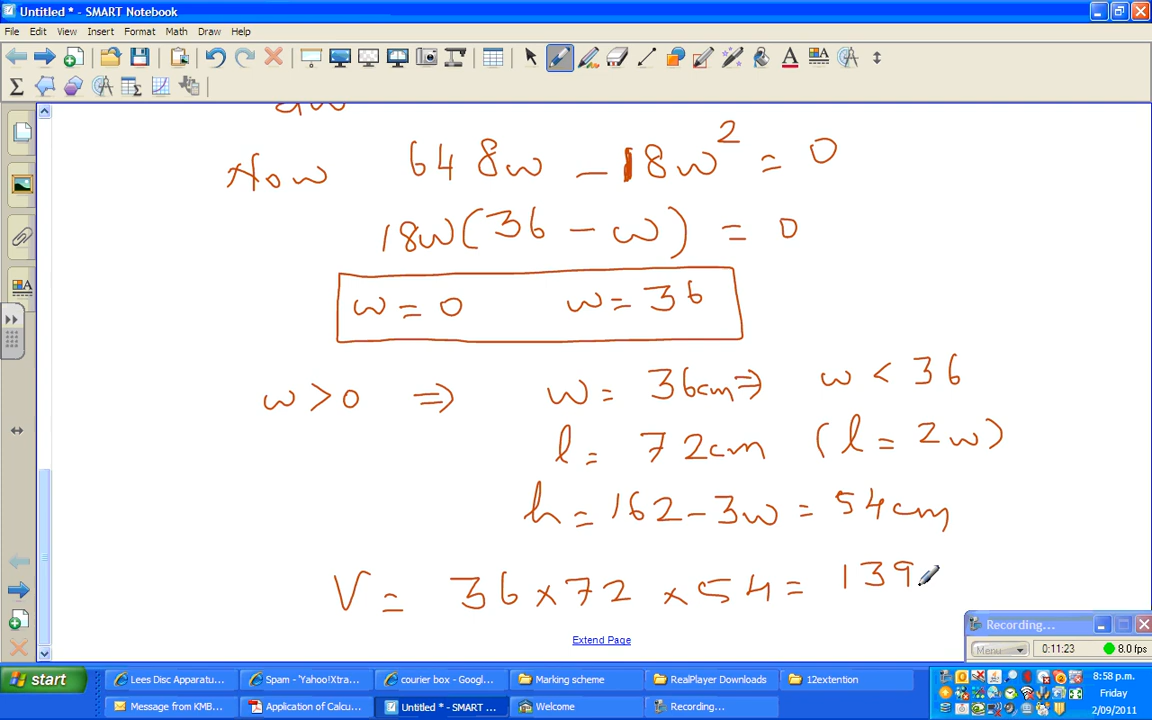 Untitled * - SMART Notebook
File Edit View Insert Format Tools Math Draw Help
Now 648w - 18w² = 0
18w(36 - w) = 0
w = 0 w = 36
w > 0 ⇒ w = 36cm ⇒ w < 36
l = 72cm (l = 2w)
h = 162 - 3w = 54cm
V = 36 × 72 × 54 = 139
Extend Page
Recording...
Menu 0:11:23 8.0 fps
start Lees Disc Apparatu... Spam - Yahoo!Xtra... courier box - Googl... Marking scheme RealPlayer Downloads 12extention 8:58 p.m.
Friday
Message from KMB... Application of Calcu... Untitled * - SMART ... Welcome Recording... 2/09/2011